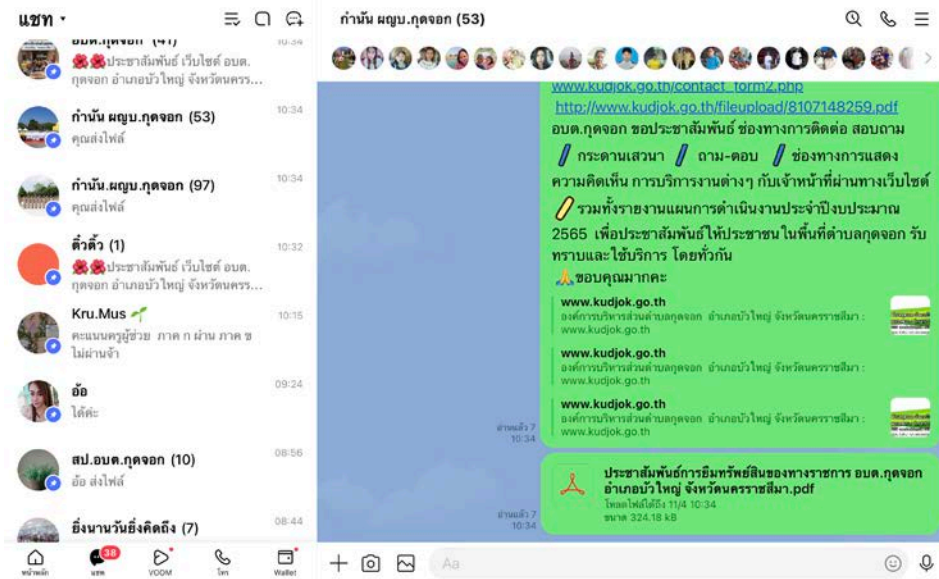 แชท
อบต.กุดจอก (41)
10:34
🌺🌺ประชาสัมพันธ์ เว็บไซต์ อบต.
กุดจอก อำเภอบัวใหญ่ จังหวัดนครร...
กำนัน ผญบ.กุดจอก (53)
10:34
คุณส่งไฟล์
กำนัน.ผญบ.กุดจอก (97)
10:34
คุณส่งไฟล์
ติ๋วติ้ว (1)
10:32
🌺🌺ประชาสัมพันธ์ เว็บไซต์ อบต.
กุดจอก อำเภอบัวใหญ่ จังหวัดนครร...
Kru.Mus 🌱
10:15
คะแนนครูผู้ช่วย ภาค ก ผ่าน ภาค ข
ไม่ผ่านจ้า
อ้อ
09:24
ได้ค่ะ
สป.อบต.กุดจอก (10)
08:56
อ้อ ส่งไฟล์
ยิ่งนานวันยิ่งคิดถึง (7)
08:44
หน้าหลัก
38
แชท
VOOM
โทร
Wallet
กำนัน ผญบ.กุดจอก (53)
www.kudjok.go.th/contact_form2.php
http://www.kudjok.go.th/fileupload/8107148259.pdf
อบต.กุดจอก ขอประชาสัมพันธ์ ช่องทางการติดต่อ สอบถาม
กระดานเสวนา ถาม-ตอบ ช่องทางการแสดง
ความคิดเห็น การบริการงานต่างๆ กับเจ้าหน้าที่ผ่านทางเว็บไซต์
รวมทั้งรายงานแผนการดำเนินงานประจำปีงบประมาณ
2565 เพื่อประชาสัมพันธ์ให้ประชาชนในพื้นที่ตำบลกุดจอก รับ
ทราบและใช้บริการ โดยทั่วกัน
🙏ขอบคุณมากคะ
www.kudjok.go.th
องค์การบริหารส่วนตำบลกุดจอก อำเภอบัวใหญ่ จังหวัดนครราชสีมา :
www.kudjok.go.th
www.kudjok.go.th
องค์การบริหารส่วนตำบลกุดจอก อำเภอบัวใหญ่ จังหวัดนครราชสีมา :
www.kudjok.go.th
www.kudjok.go.th
องค์การบริหารส่วนตำบลกุดจอก อำเภอบัวใหญ่ จังหวัดนครราชสีมา :
www.kudjok.go.th
อ่านแล้ว 7
10:34
ประชาสัมพันธ์การยืมทรัพย์สินของทางราชการ อบต.กุดจอก
อำเภอบัวใหญ่ จังหวัดนครราชสีมา.pdf
โหลดไฟล์ได้ถึง 11/4 10:34
ขนาด 324.18 kB
อ่านแล้ว 7
10:34
Aa